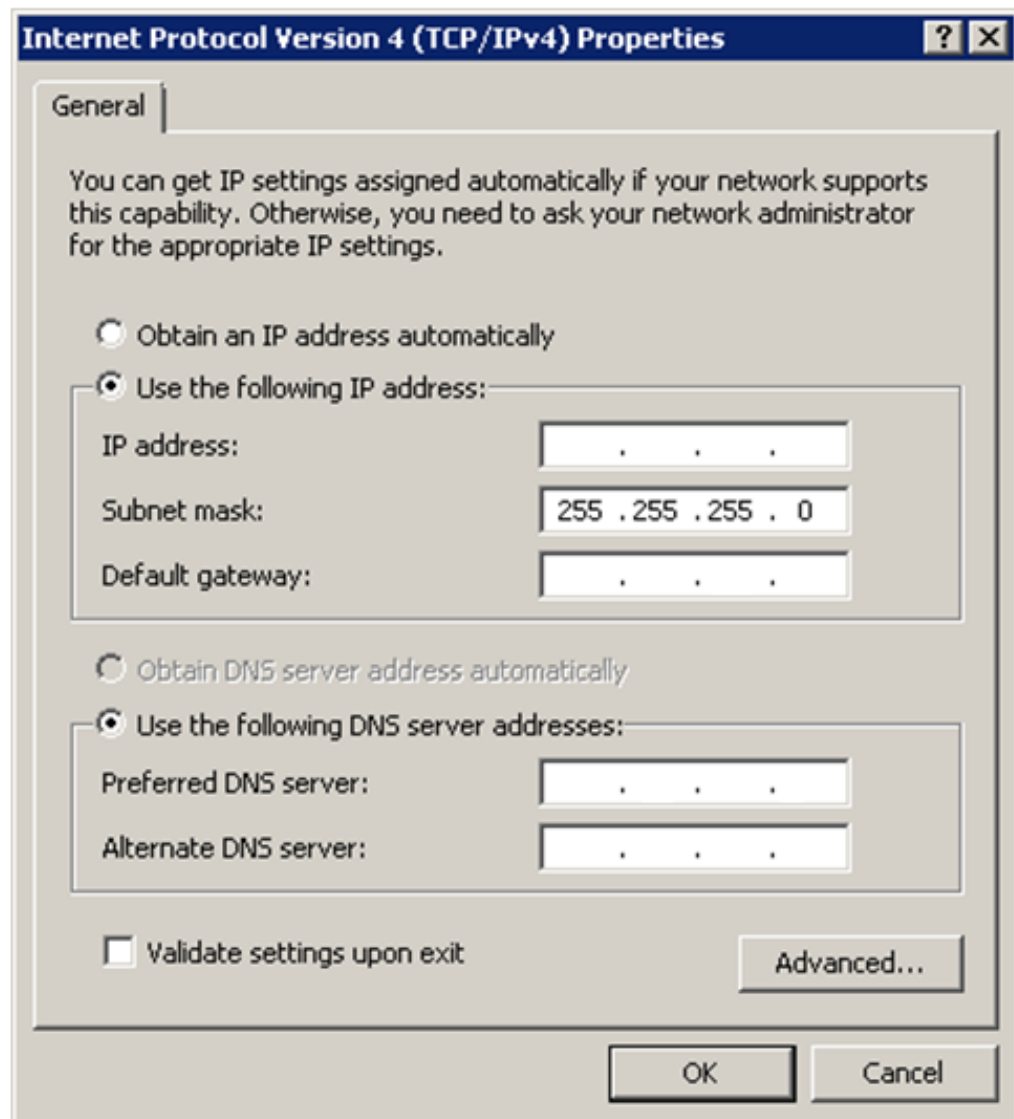 Internet Protocol Version 4 (TCP/IPv4) Properties
General
You can get IP settings assigned automatically if your network supports
this capability. Otherwise, you need to ask your network administrator
for the appropriate IP settings.
Obtain an IP address automatically
Use the following IP address:
IP address: . . .
Subnet mask: 255 .255 .255 . 0
Default gateway: . . .
Obtain DNS server address automatically
Use the following DNS server addresses:
Preferred DNS server: . . .
Alternate DNS server: . . .
Validate settings upon exit
Advanced...
OK Cancel